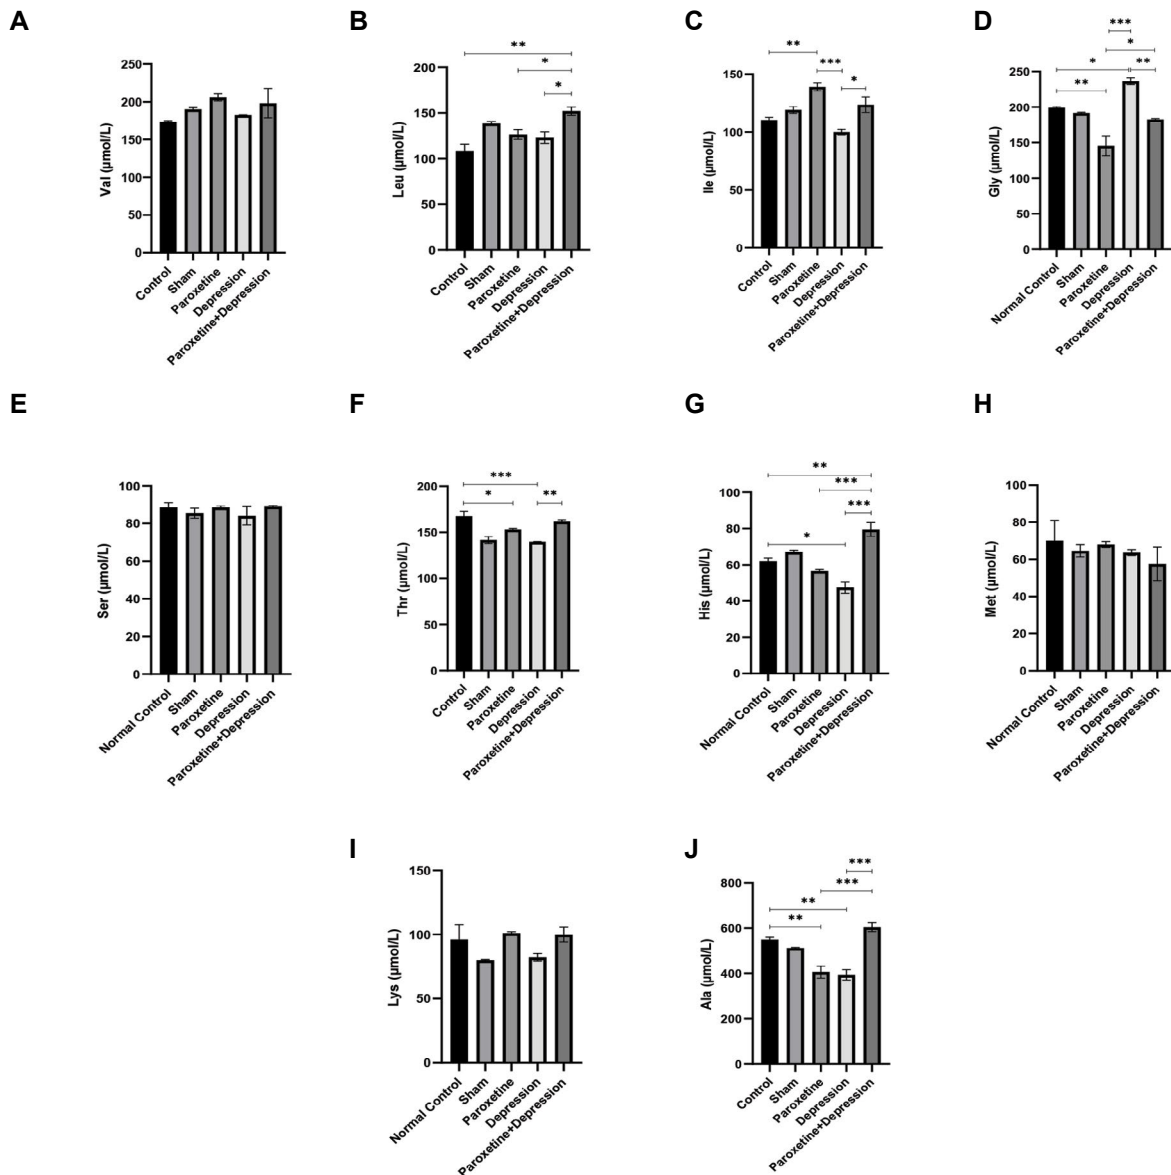 A
Val (µmol/L)
250
200
150
100
50
0
Control
Sham
Paroxetine
Depression
Paroxetine+Depression
B
Leu (µmol/L)
**
*
*
200
150
100
50
0
Control
Sham
Paroxetine
Depression
Paroxetine+Depression
C
Ile (µmol/L)
**
***
*
150
100
50
0
Control
Sham
Paroxetine
Depression
Paroxetine+Depression
D
Gly (µmol/L)
***
*
*
**
**
250
200
150
100
50
0
Normal Control
Sham
Paroxetine
Depression
Paroxetine+Depression
E
Ser (µmol/L)
100
80
60
40
20
0
Normal Control
Sham
Paroxetine
Depression
Paroxetine+Depression
F
Thr (µmol/L)
***
*
**
200
150
100
50
0
Control
Sham
Paroxetine
Depression
Paroxetine+Depression
G
His (µmol/L)
**
***
***
*
100
80
60
40
20
0
Normal Control
Sham
Paroxetine
Depression
Paroxetine+Depression
H
Met (µmol/L)
100
80
60
40
20
0
Normal Control
Sham
Paroxetine
Depression
Paroxetine+Depression
I
Lys (µmol/L)
150
100
50
0
Normal Control
Sham
Paroxetine
Depression
Paroxetine+Depression
J
Ala (µmol/L)
***
***
**
**
800
600
400
200
0
Control
Sham
Paroxetine
Depression
Paroxetine+Depression